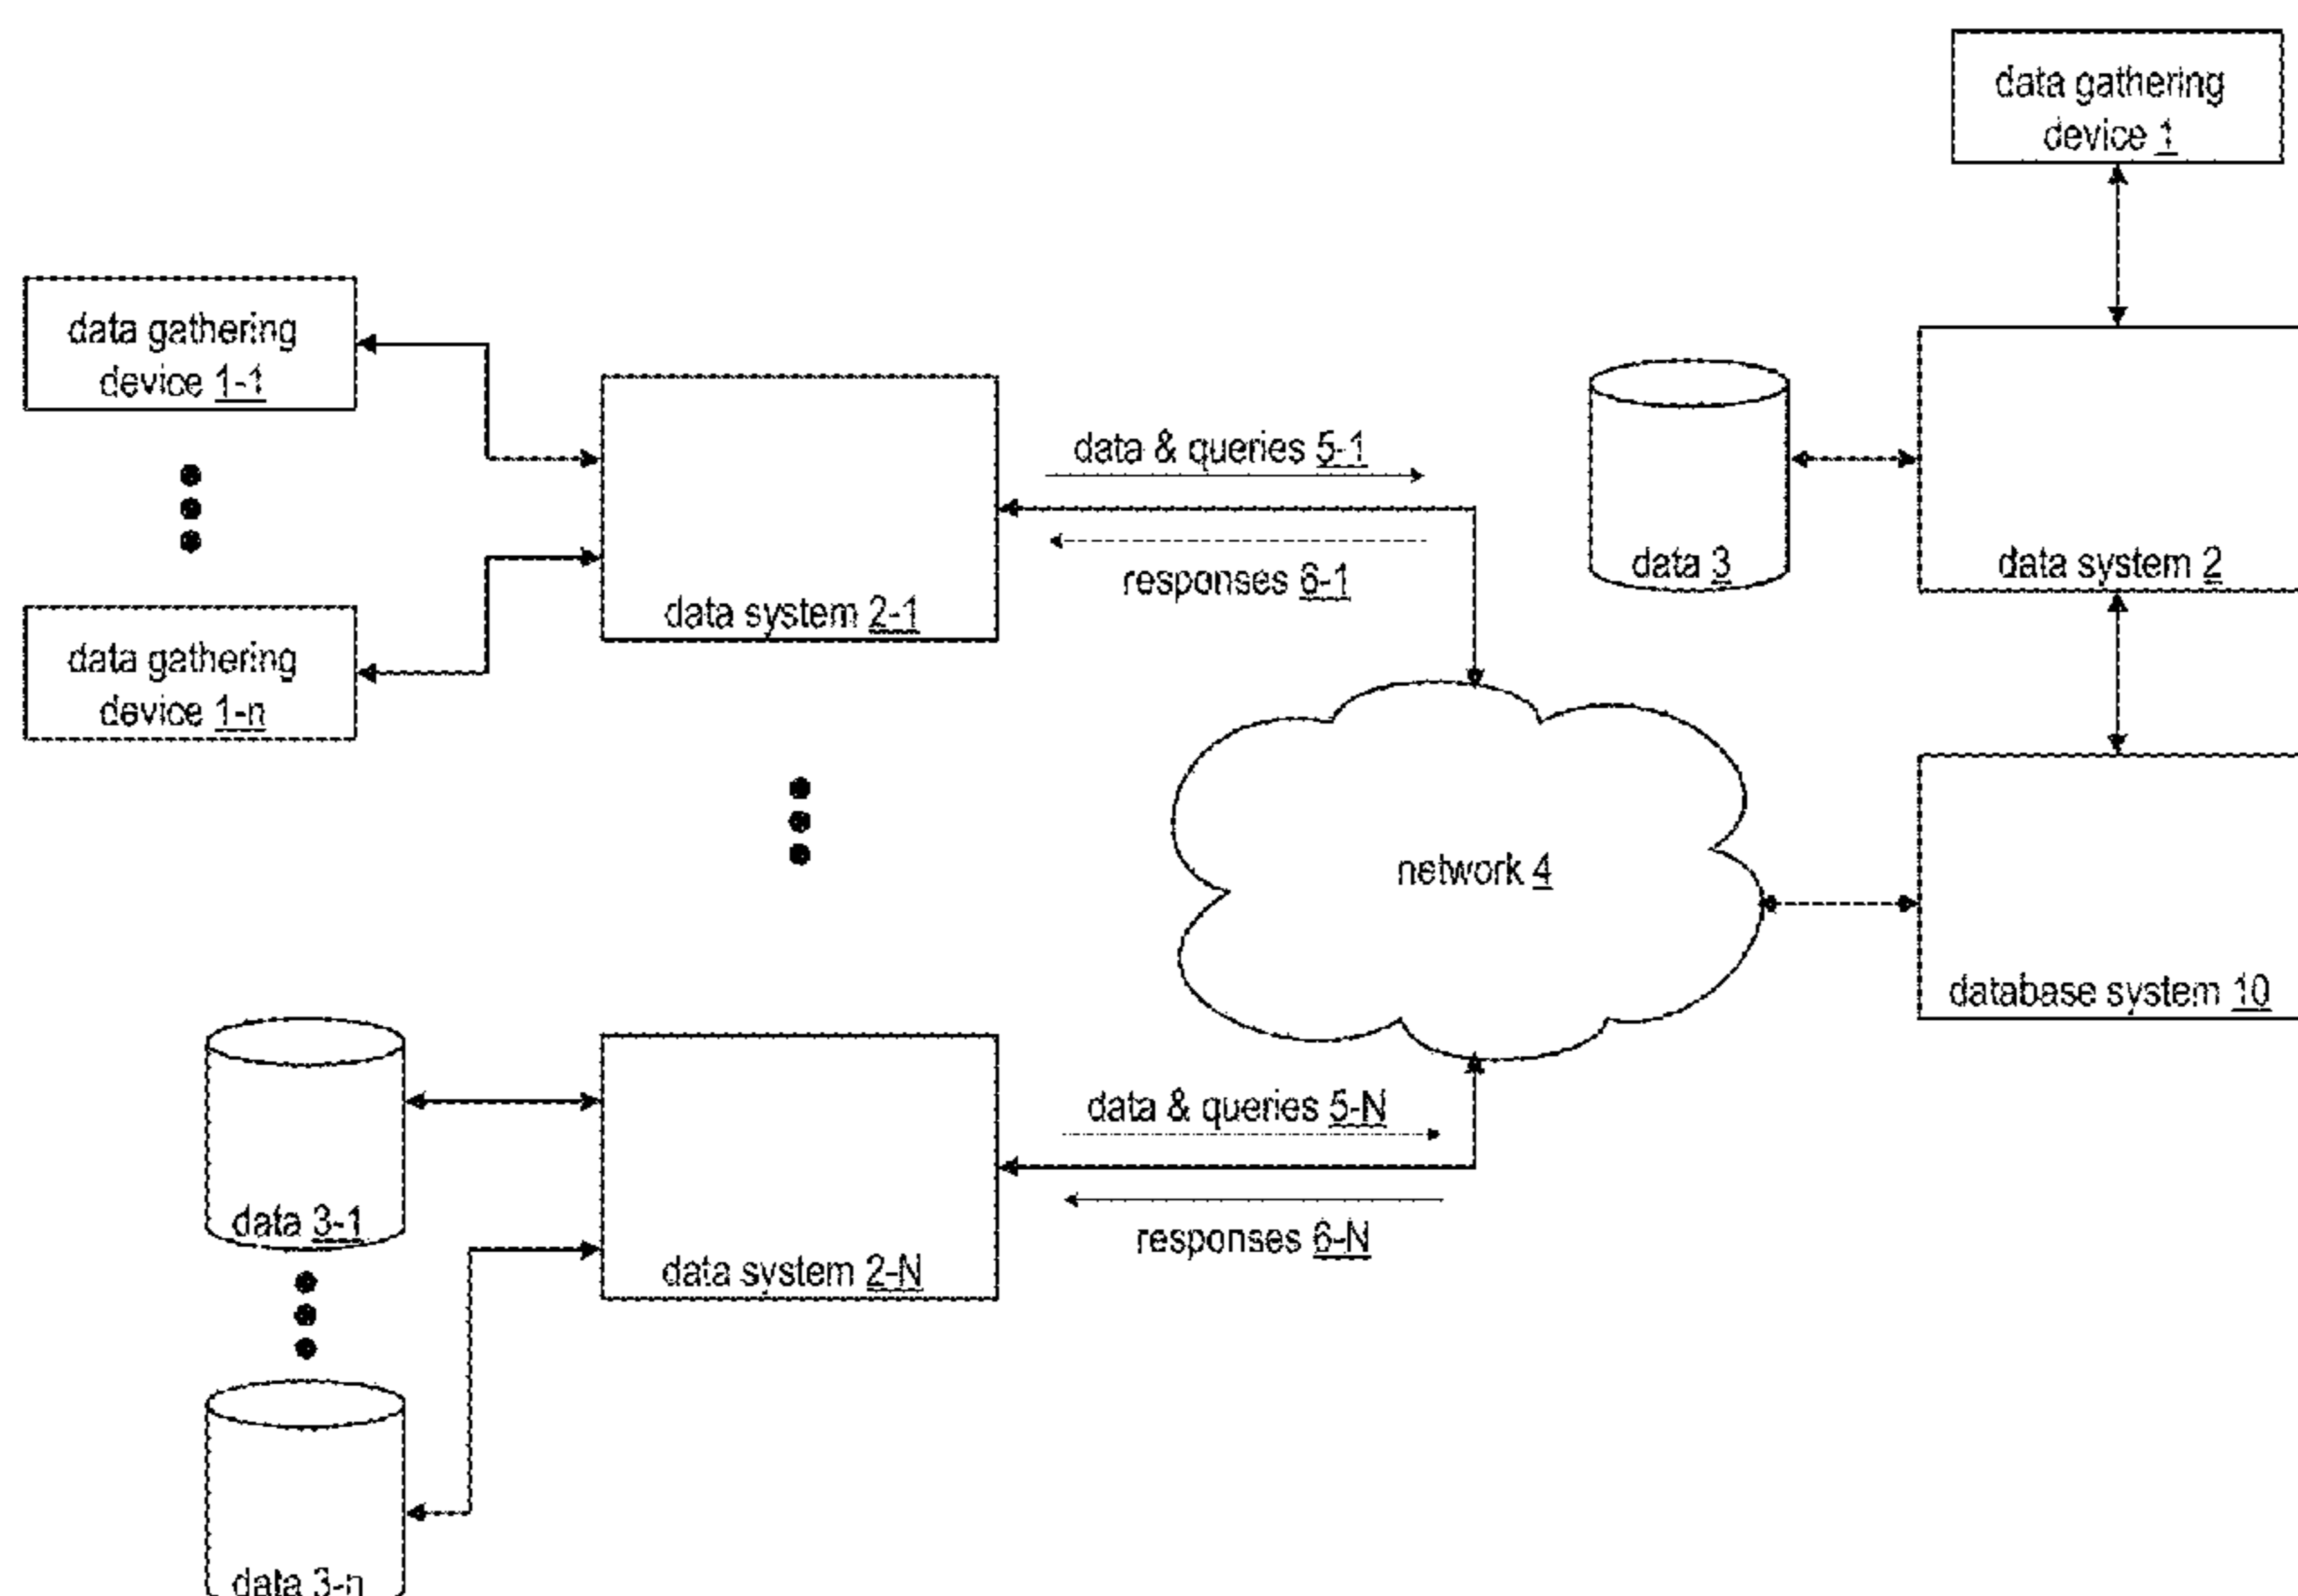 data gathering
device 1
data gathering
device 1-1
data & queries 5-1
responses 6-1
data system 2-1
data 3
data system 2
data gathering
device 1-n
network 4
database system 10
data & queries 5-N
responses 6-N
data 3-1
data system 2-N
data 3-n